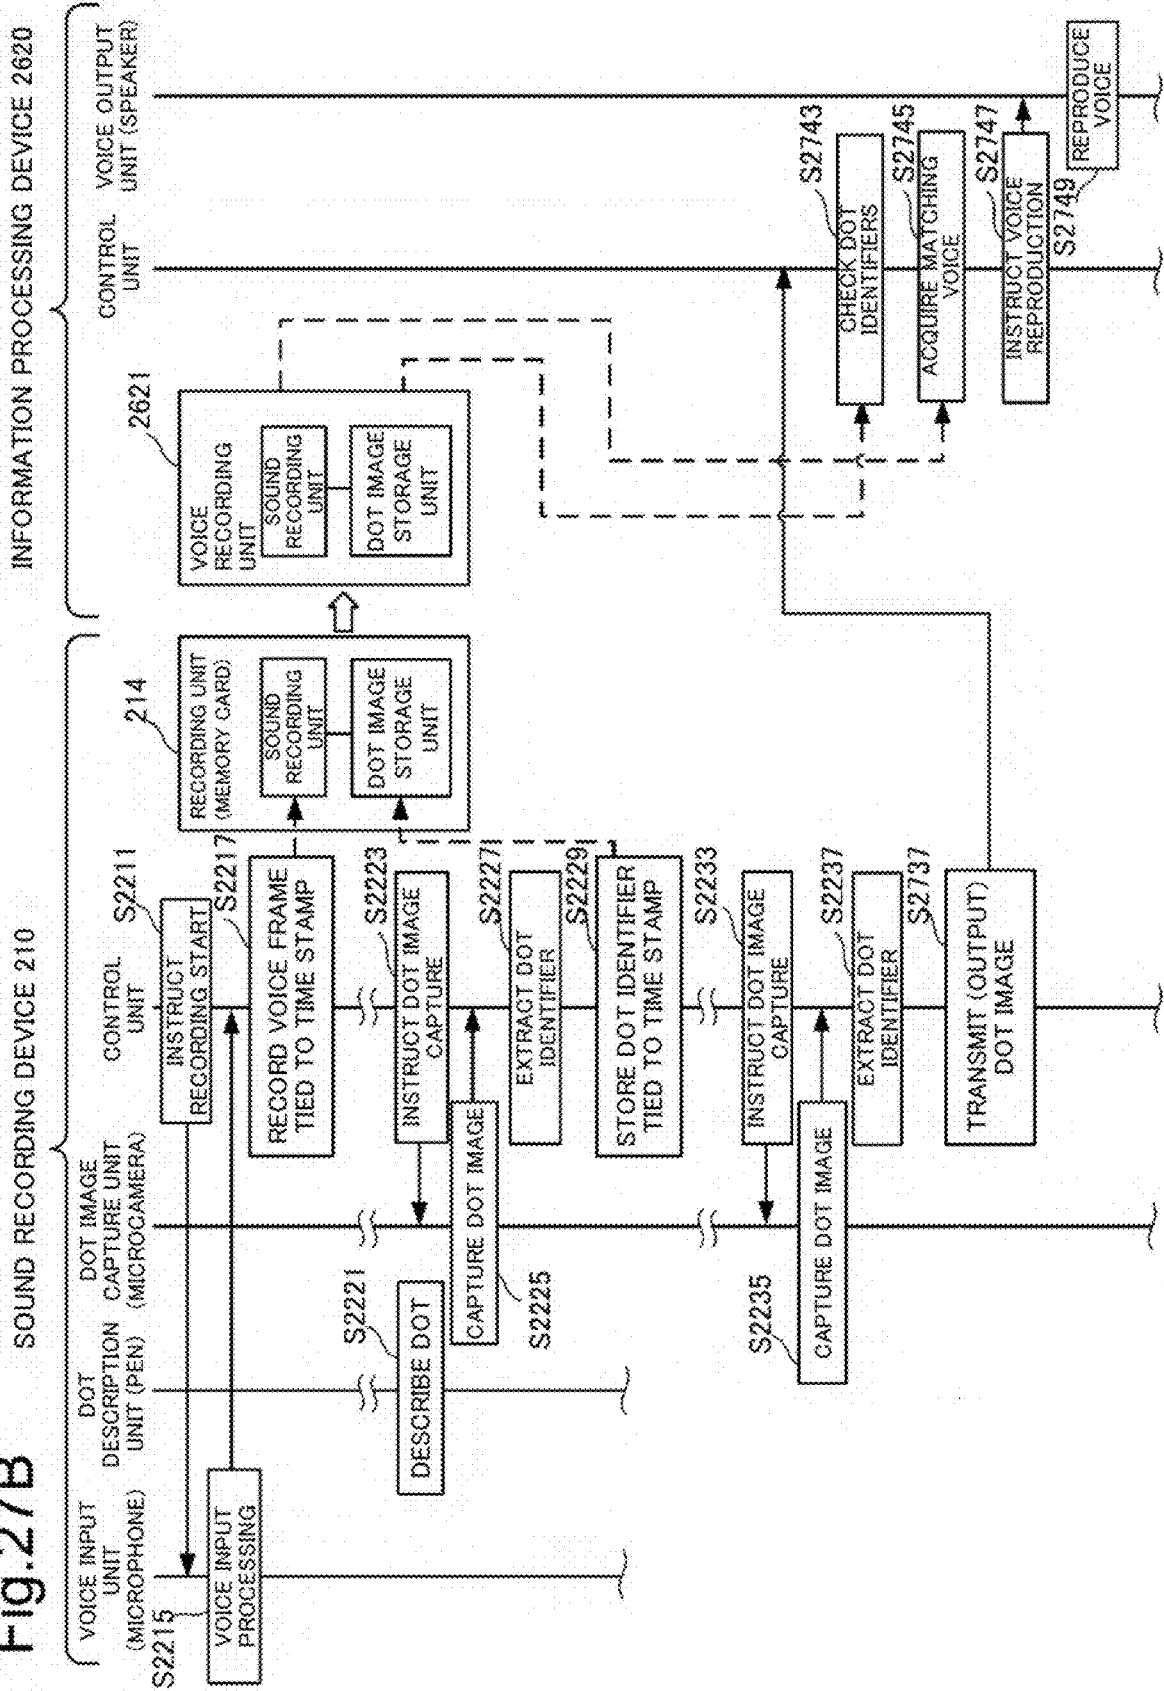 Fig.27B
SOUND RECORDING DEVICE 210
INFORMATION PROCESSING DEVICE 2620
VOICE INPUT
UNIT
(MICROPHONE)
DOT
DESCRIPTION
UNIT (PEN)
DOT IMAGE
CAPTURE UNIT
(MICROCAMERA)
CONTROL
UNIT
CONTROL
UNIT
VOICE OUTPUT
UNIT (SPEAKER)
S2211
INSTRUCT
RECORDING START
S2215
VOICE INPUT
PROCESSING
S2217
RECORD VOICE FRAME
TIED TO TIME STAMP
214
RECORDING UNIT
(MEMORY CARD)
SOUND
RECORDING
UNIT
DOT IMAGE
STORAGE
UNIT
2621
VOICE
RECORDING
UNIT
SOUND
RECORDING
UNIT
DOT IMAGE
STORAGE
UNIT
S2221
DESCRIBE DOT
S2223
INSTRUCT DOT IMAGE
CAPTURE
CAPTURE DOT IMAGE
S2225
S2227
EXTRACT DOT
IDENTIFIER
S2229
STORE DOT IDENTIFIER
TIED TO TIME STAMP
S2233
INSTRUCT DOT IMAGE
CAPTURE
S2235
CAPTURE DOT IMAGE
S2237
EXTRACT DOT
IDENTIFIER
S2737
TRANSMIT (OUTPUT)
DOT IMAGE
S2743
CHECK DOT
IDENTIFIERS
S2745
ACQUIRE MATCHING
VOICE
S2747
INSTRUCT VOICE
REPRODUCTION
S2749
REPRODUCE
VOICE